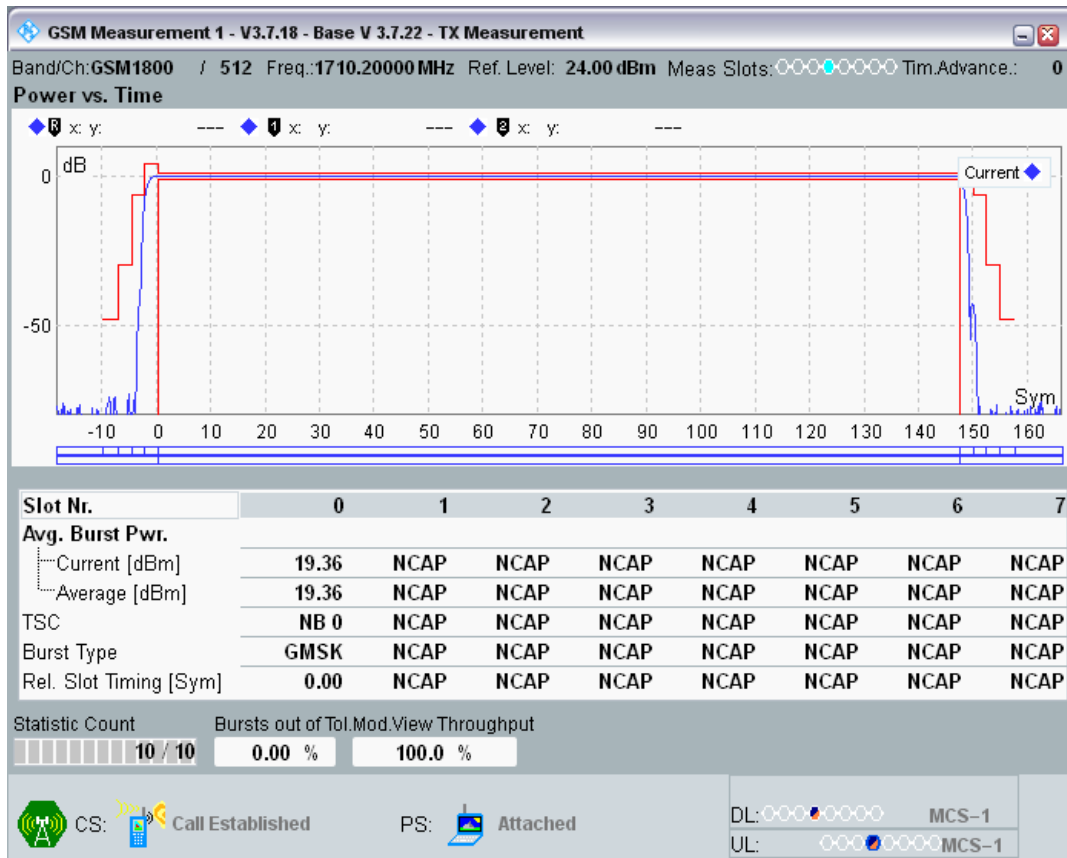 GSM Measurement 1 - V3.7.18 - Base V 3.7.22 - TX Measurement
Band/Ch:GSM1800 / 512 Freq.:1710.20000 MHz Ref. Level: 24.00 dBm Meas Slots: Tim.Advance.: 0
Power vs. Time
R x: y: --- 1 x: y: --- 2 x: y: ---
dB
0
Current
-50
Sym
-10 0 10 20 30 40 50 60 70 80 90 100 110 120 130 140 150 160
Slot Nr. 0 1 2 3 4 5 6 7
Avg. Burst Pwr.
Current [dBm] 19.36 NCAP NCAP NCAP NCAP NCAP NCAP NCAP
Average [dBm] 19.36 NCAP NCAP NCAP NCAP NCAP NCAP NCAP
TSC NB 0 NCAP NCAP NCAP NCAP NCAP NCAP NCAP
Burst Type GMSK NCAP NCAP NCAP NCAP NCAP NCAP NCAP
Rel. Slot Timing [Sym] 0.00 NCAP NCAP NCAP NCAP NCAP NCAP NCAP
Statistic Count Bursts out of Tol.Mod.View Throughput
10 / 10 0.00 % 100.0 %
CS: Call Established PS: Attached
DL: MCS-1
UL: MCS-1